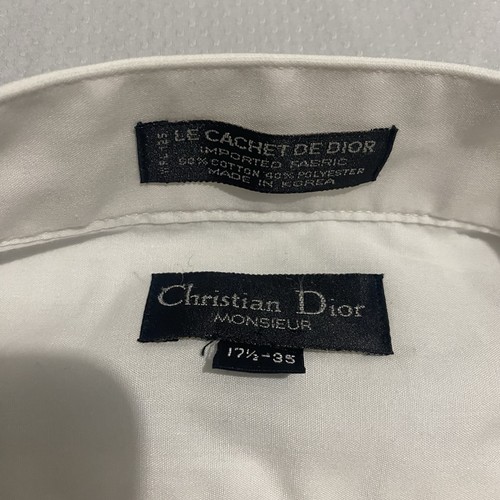 LE CACHET DE DIOR
IMPORTED FABRIC
60% COTTON 40% POLYESTER
MADE IN KOREA
Christian Dior
MONSIEUR
17½-35